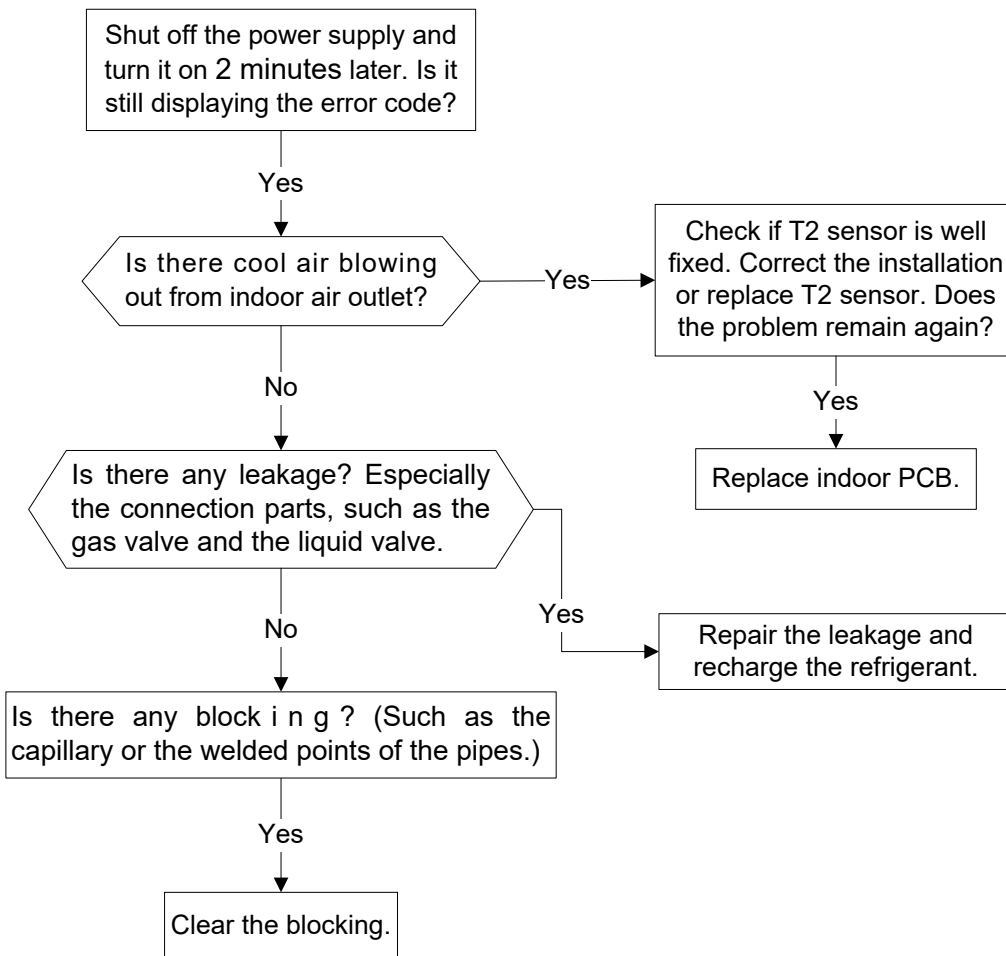 Shut off the power supply and
turn it on 2 minutes later. Is it
still displaying the error code?
Yes
Is there cool air blowing
out from indoor air outlet?
Yes
Check if T2 sensor is well
fixed. Correct the installation
or replace T2 sensor. Does
the problem remain again?
Yes
Replace indoor PCB.
No
Is there any leakage? Especially
the connection parts, such as the
gas valve and the liquid valve.
Yes
Repair the leakage and
recharge the refrigerant.
No
Is there any blocking? (Such as the
capillary or the welded points of the pipes.)
Yes
Clear the blocking.